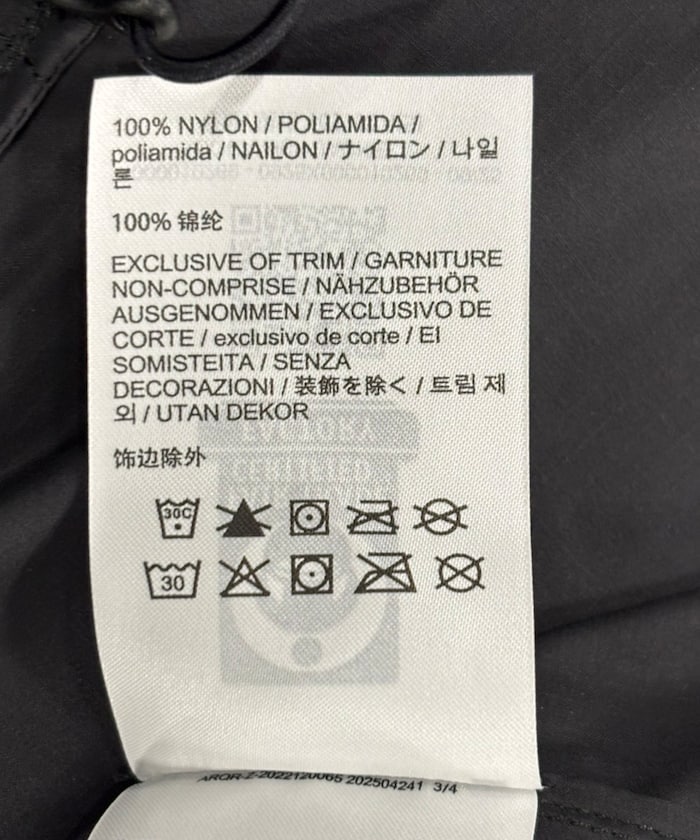 100% NYLON / POLIAMIDA /
poliamida / NAILON / ナイロン / 나일
론
100% 锦纶
EXCLUSIVE OF TRIM / GARNITURE
NON-COMPRISE / NÄHZUBEHÖR
AUSGENOMMEN / EXCLUSIVO DE
CORTE / exclusivo de corte / EI
SOMISTEITA / SENZA
DECORAZIONI / 装飾を除く / 트림 제
외 / UTAN DEKOR
饰边除外
30C
30
ARQR-Z-2022120065 202504241 3/4